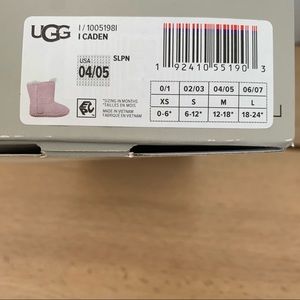 UGG
I / 1005198I
I CADEN
SLPN
USA
04/05
*SIZING IN MONTHS
*TAILLES EN MOIS
MADE IN VIETNAM
FABRIQUÉ EN VIETNAM
1 92410 55190 3
0/1 02/03 04/05 06/07
XS S M L
0-6* 6-12* 12-18* 18-24*